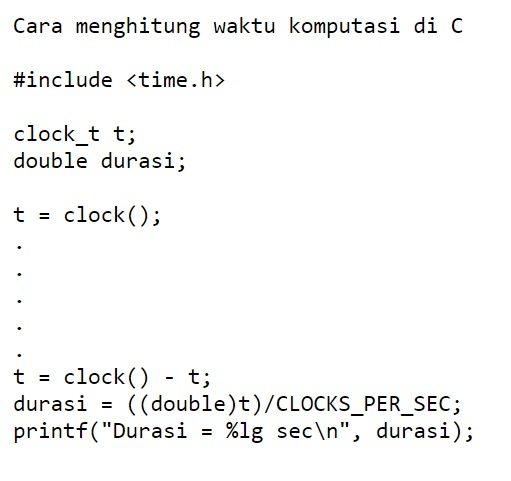 Cara menghitung waktu komputasi di C
#include <time.h>
clock_t t;
double durasi;
t = clock();
.
.
.
.
.
t = clock() - t;
durasi = ((double)t)/CLOCKS_PER_SEC;
printf("Durasi = %lg sec\n", durasi);